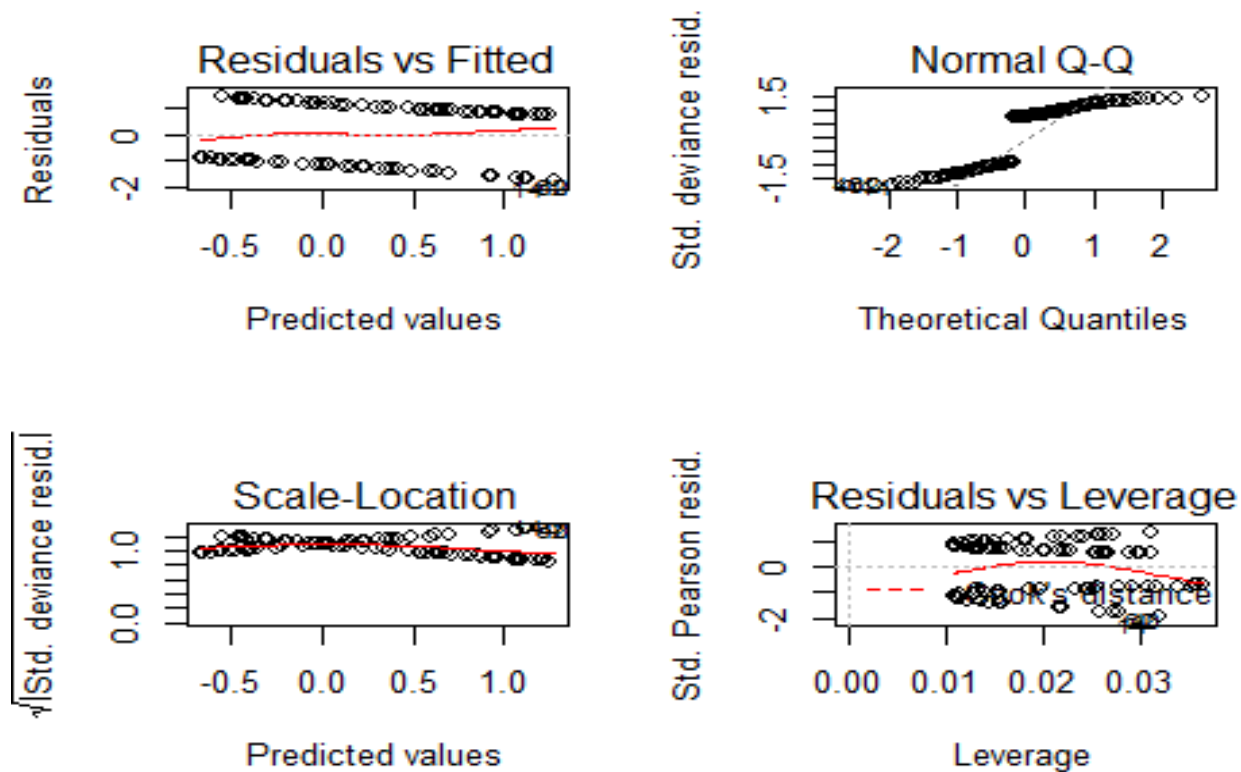 Residuals vs Fitted
Residuals
0
-2
-0.5 0.0 0.5 1.0
Predicted values
Normal Q-Q
Std. deviance resid.
1.5
-1.5
-2 -1 0 1 2
Theoretical Quantiles
Scale-Location
√|Std. deviance resid.|
1.0
0.0
-0.5 0.0 0.5 1.0
Predicted values
Residuals vs Leverage
Std. Pearson resid.
0
-2
distance
0.00 0.01 0.02 0.03
Leverage